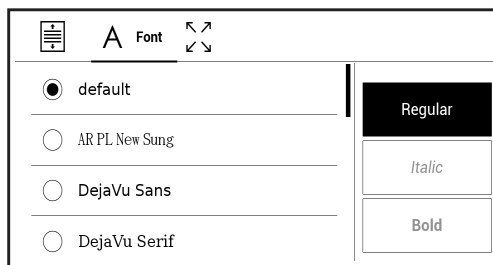 A Font
default
AR PL New Sung
DejaVu Sans
DejaVu Serif
Regular
Italic
Bold